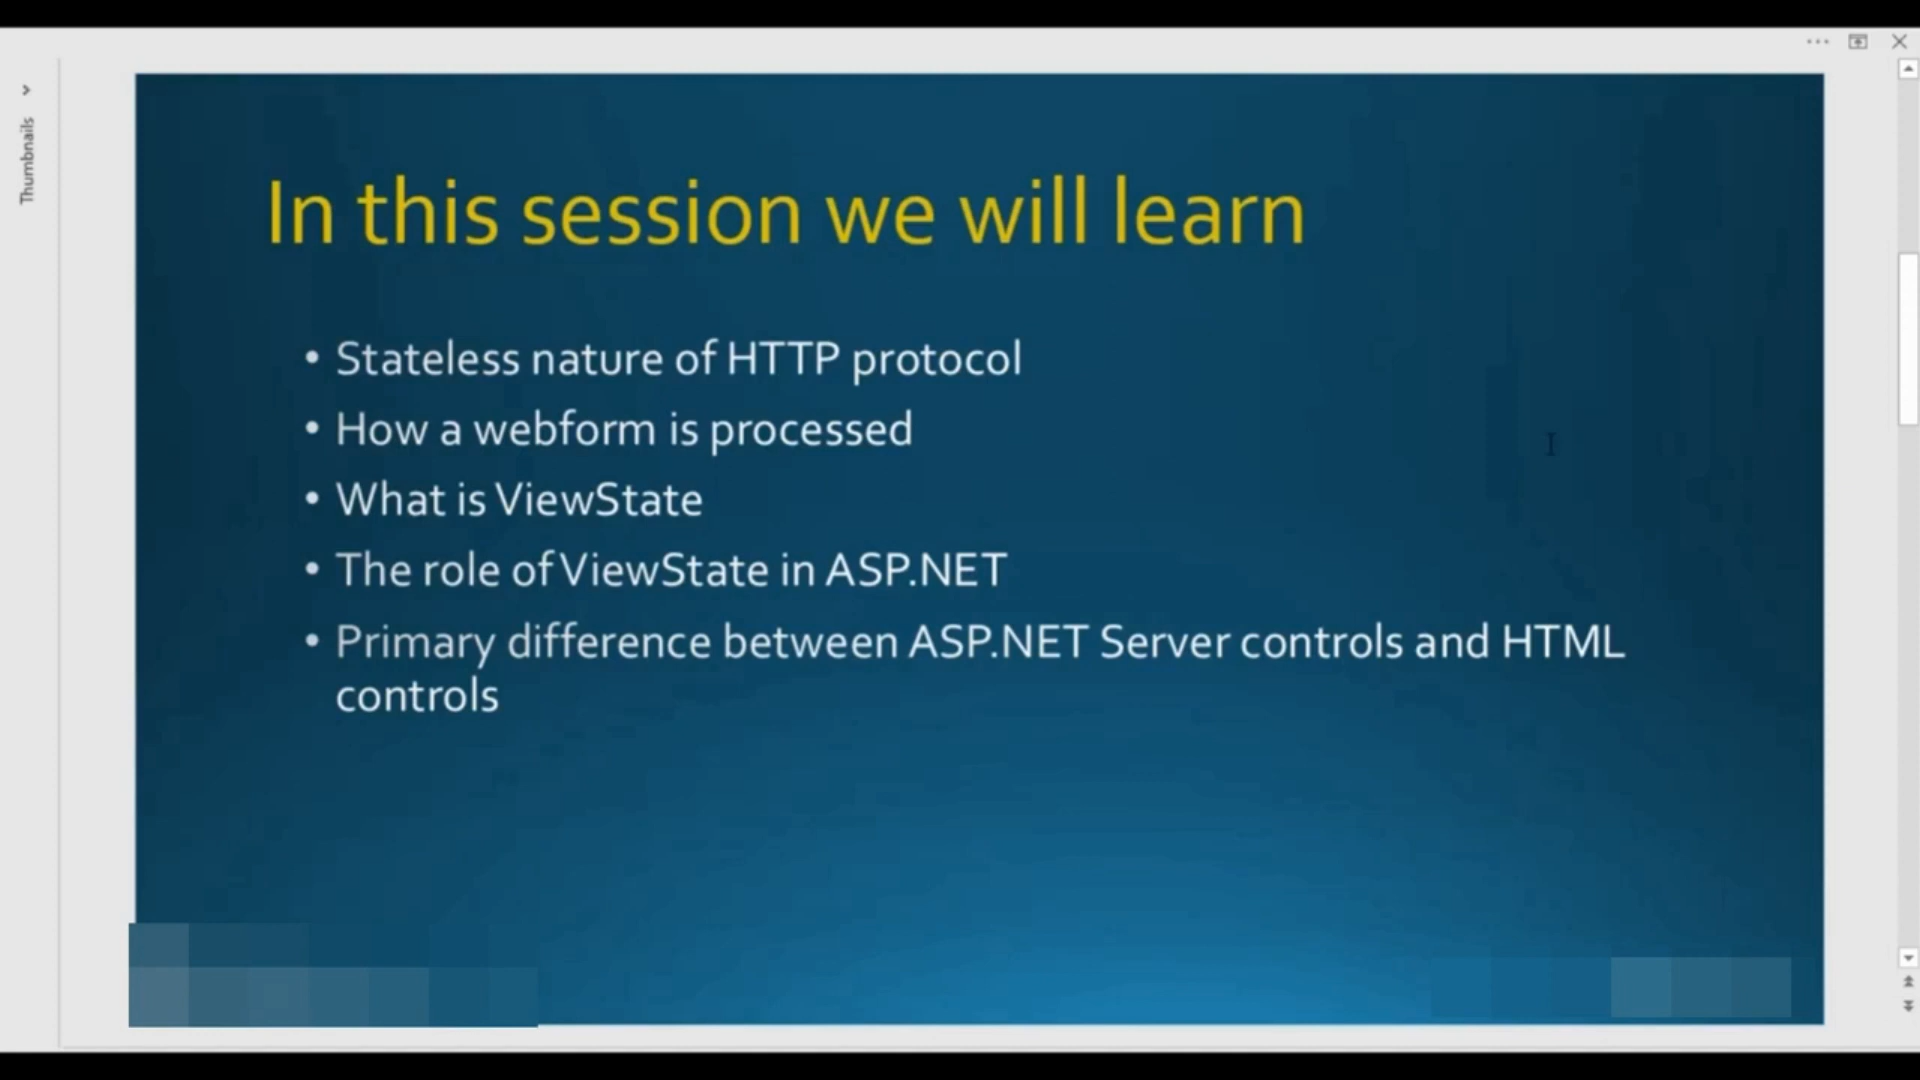 Thumbnails
In this session we will learn
• Stateless nature of HTTP protocol
• How a webform is processed
• What is ViewState
• The role of ViewState in ASP.NET
• Primary difference between ASP.NET Server controls and HTML
controls